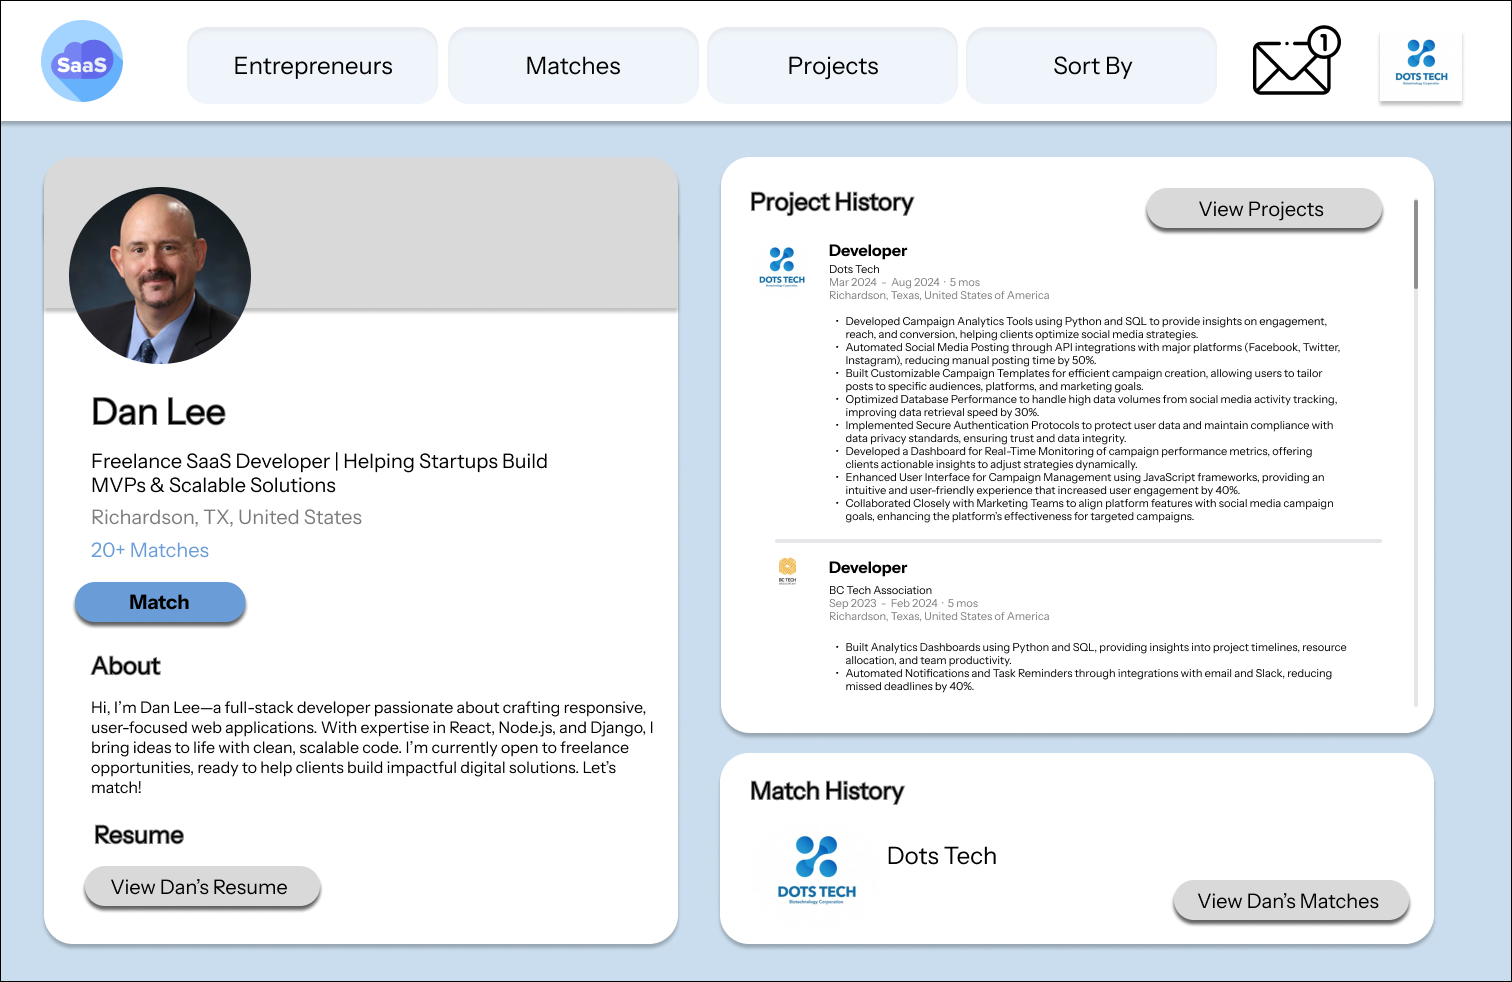 SaaS
Entrepreneurs
Matches
Projects
Sort By
1
DOTS TECH
Biotechnology Corporation
Dan Lee
Freelance SaaS Developer | Helping Startups Build
MVPs & Scalable Solutions
Richardson, TX, United States
20+ Matches
Match
About
Hi, I'm Dan Lee—a full-stack developer passionate about crafting responsive,
user-focused web applications. With expertise in React, Node.js, and Django, I
bring ideas to life with clean, scalable code. I'm currently open to freelance
opportunities, ready to help clients build impactful digital solutions. Let's
match!
Resume
View Dan's Resume
Project History
View Projects
DOTS TECH
Biotechnology Corporation
Developer
Dots Tech
Mar 2024 - Aug 2024 · 5 mos
Richardson, Texas, United States of America
· Developed Campaign Analytics Tools using Python and SQL to provide insights on engagement,
reach, and conversion, helping clients optimize social media strategies.
· Automated Social Media Posting through API integrations with major platforms (Facebook, Twitter,
Instagram), reducing manual posting time by 50%.
· Built Customizable Campaign Templates for efficient campaign creation, allowing users to tailor
posts to specific audiences, platforms, and marketing goals.
· Optimized Database Performance to handle high data volumes from social media activity tracking,
improving data retrieval speed by 30%.
· Implemented Secure Authentication Protocols to protect user data and maintain compliance with
data privacy standards, ensuring trust and data integrity.
· Developed a Dashboard for Real-Time Monitoring of campaign performance metrics, offering
clients actionable insights to adjust strategies dynamically.
· Enhanced User Interface for Campaign Management using JavaScript frameworks, providing an
intuitive and user-friendly experience that increased user engagement by 40%.
· Collaborated Closely with Marketing Teams to align platform features with social media campaign
goals, enhancing the platform's effectiveness for targeted campaigns.
BC TECH
Developer
BC Tech Association
Sep 2023 - Feb 2024 · 5 mos
Richardson, Texas, United States of America
· Built Analytics Dashboards using Python and SQL, providing insights into project timelines, resource
allocation, and team productivity.
· Automated Notifications and Task Reminders through integrations with email and Slack, reducing
missed deadlines by 40%.
Match History
DOTS TECH
Biotechnology Corporation
Dots Tech
View Dan's Matches